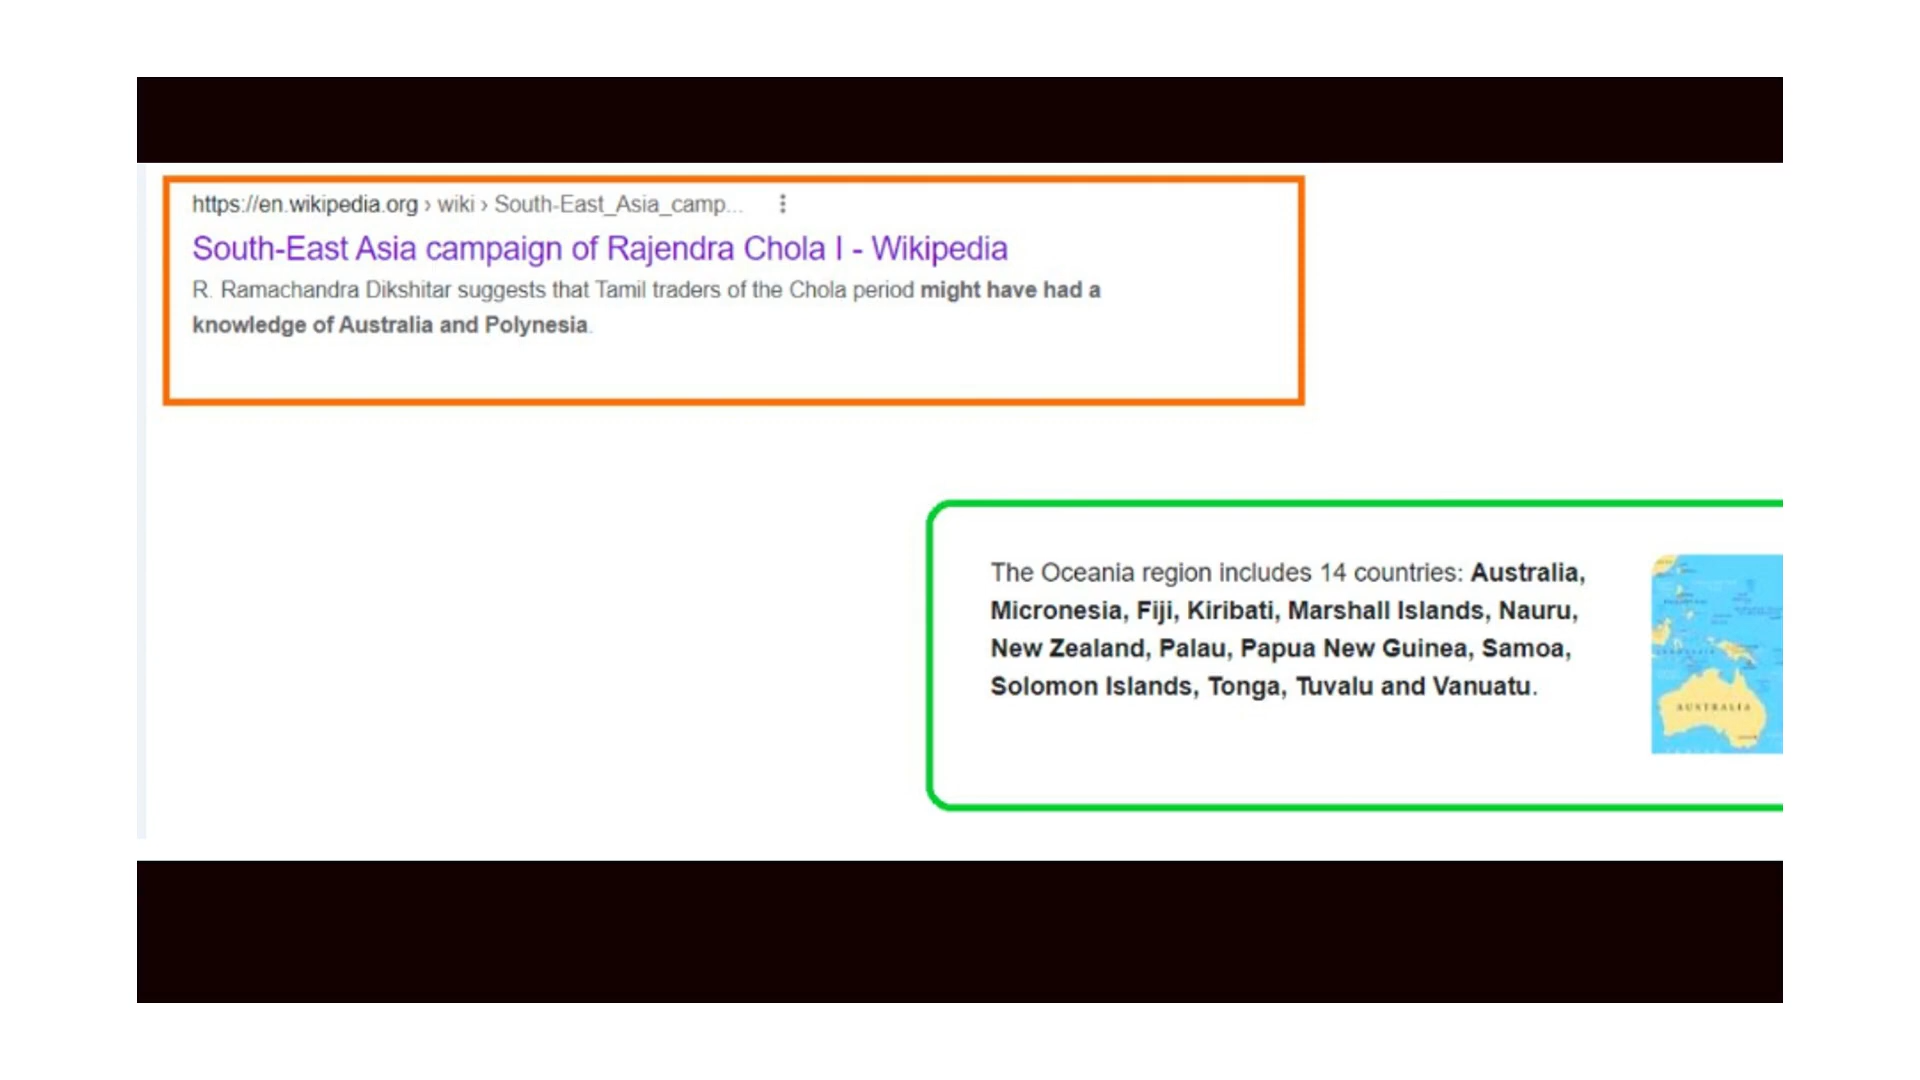 https://en.wikipedia.org › wiki › South-East_Asia_camp...
South-East Asia campaign of Rajendra Chola I - Wikipedia
R. Ramachandra Dikshitar suggests that Tamil traders of the Chola period might have had a
knowledge of Australia and Polynesia.
The Oceania region includes 14 countries: Australia,
Micronesia, Fiji, Kiribati, Marshall Islands, Nauru,
New Zealand, Palau, Papua New Guinea, Samoa,
Solomon Islands, Tonga, Tuvalu and Vanuatu.
AUSTRALIA